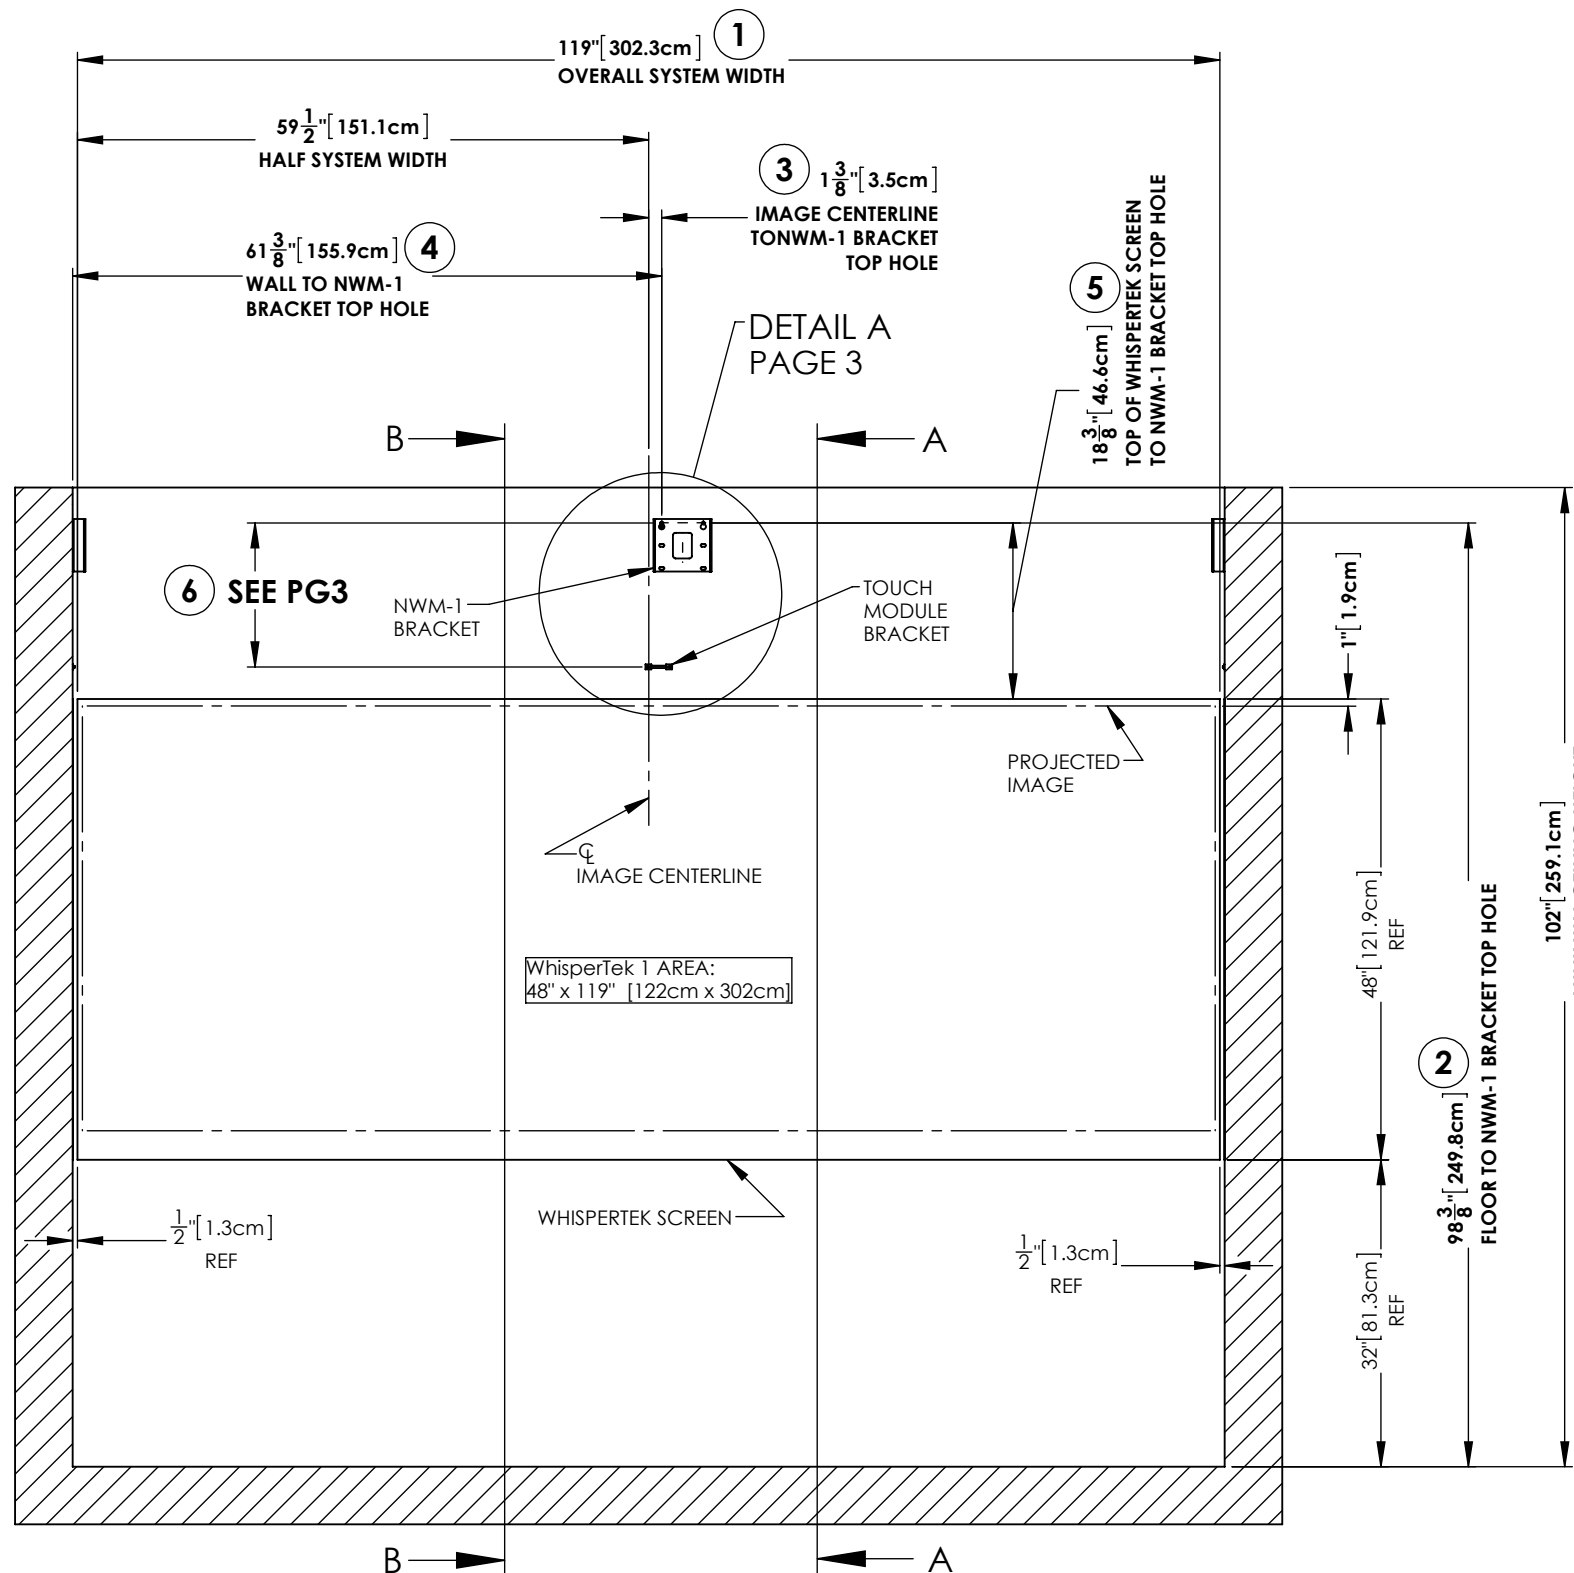 119"[302.3cm] 1
OVERALL SYSTEM WIDTH
59 1/2"[151.1cm]
HALF SYSTEM WIDTH
3 1 3/8"[3.5cm]
IMAGE CENTERLINE
TONWM-1 BRACKET
TOP HOLE
61 3/8"[155.9cm] 4
WALL TO NWM-1
BRACKET TOP HOLE
5
18 3/8"[46.6cm]
TOP OF WHISPERTEK SCREEN
TO NWM-1 BRACKET TOP HOLE
DETAIL A
PAGE 3
B
A
6 SEE PG3
NWM-1
BRACKET
TOUCH
MODULE
BRACKET
1"[1.9cm]
PROJECTED
IMAGE
CL
IMAGE CENTERLINE
WhisperTek 1 AREA:
48" x 119" [122cm x 302cm]
48"[121.9cm]
REF
2
98 3/8"[249.8cm]
FLOOR TO NWM-1 BRACKET TOP HOLE
102"[259.1cm]
WHISPERTEK SCREEN
1/2"[1.3cm]
REF
1/2"[1.3cm]
REF
32"[81.3cm]
REF
B
A